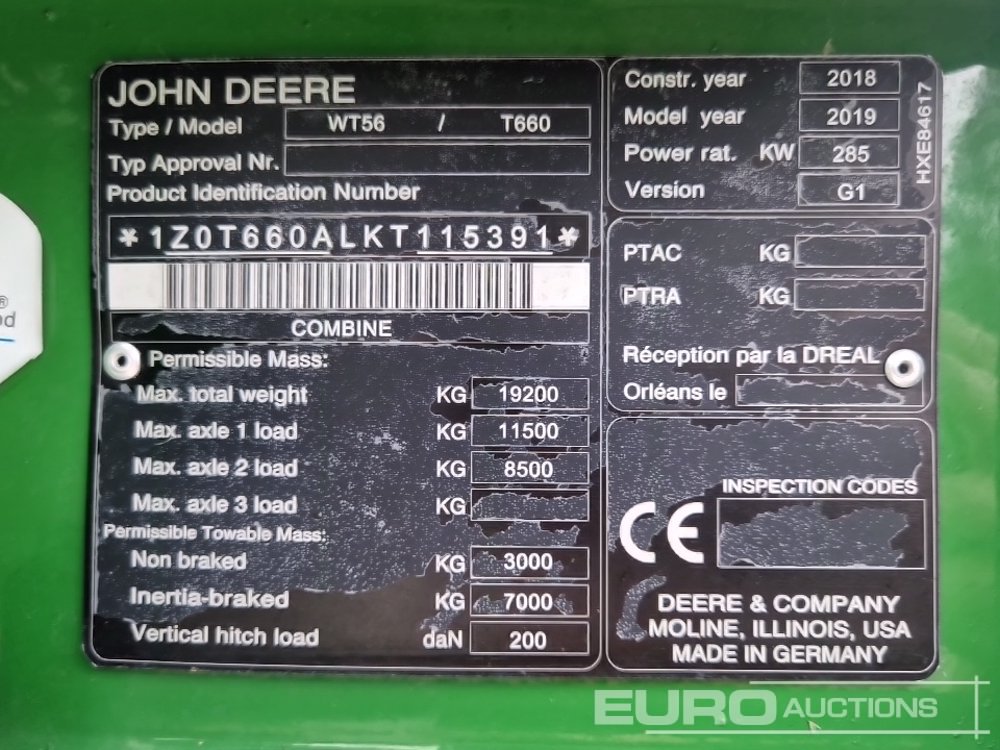 JOHN DEERE
Type / Model WT56 / T660
Typ Approval Nr.
Product Identification Number
*1Z0T660ALKT115391*
COMBINE
Permissible Mass:
Max. total weight KG 19200
Max. axle 1 load KG 11500
Max. axle 2 load KG 8500
Max. axle 3 load KG
Permissible Towable Mass:
Non braked KG 3000
Inertia-braked KG 7000
Vertical hitch load daN 200
Constr. year 2018
Model year 2019
Power rat. KW 285
Version G1
HXE84617
PTAC KG
PTRA KG
Réception par la DREAL
Orléans le
INSPECTION CODES
CE
DEERE & COMPANY
MOLINE, ILLINOIS, USA
MADE IN GERMANY
®
EURO AUCTIONS